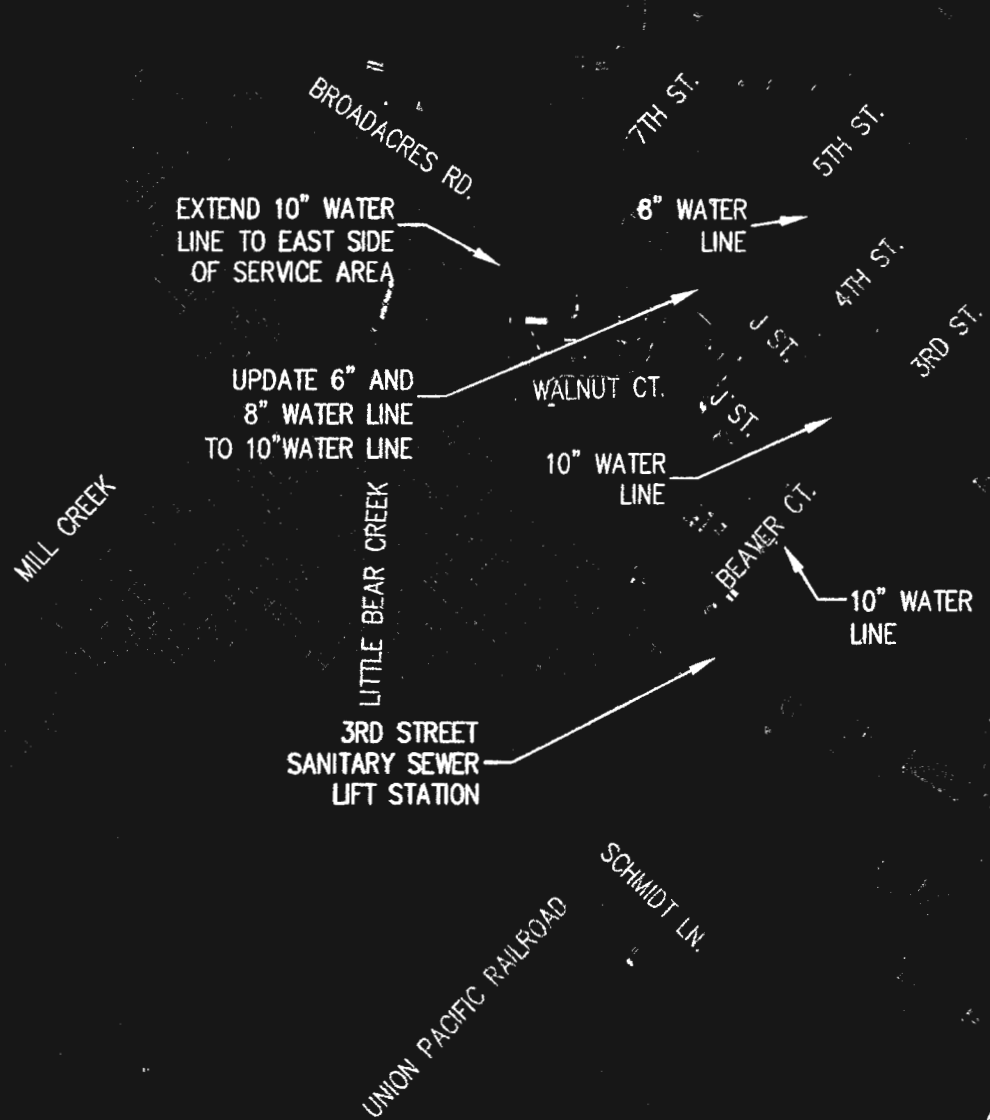 BROADACRES RD.
7TH ST.
5TH ST.
EXTEND 10" WATER
LINE TO EAST SIDE
OF SERVICE AREA
8" WATER
LINE
4TH ST.
J ST.
3RD ST.
UPDATE 6" AND
8" WATER LINE
TO 10"WATER LINE
WALNUT CT.
J ST.
10" WATER
LINE
MILL CREEK
LITTLE BEAR CREEK
BEAVER CT.
10" WATER
LINE
3RD STREET
SANITARY SEWER
LIFT STATION
SCHMIDT LN.
UNION PACIFIC RAILROAD